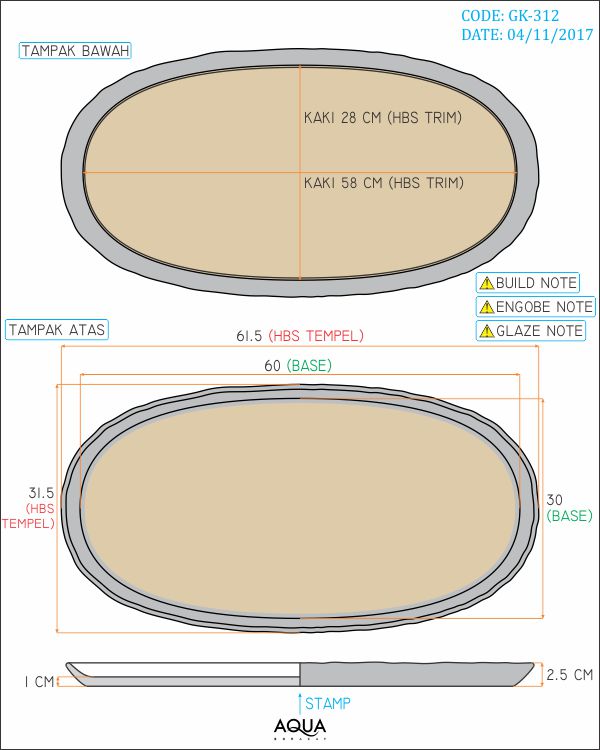 CODE: GK-312
DATE: 04/11/2017
TAMPAK BAWAH
KAKI 28 CM (HBS TRIM)
KAKI 58 CM (HBS TRIM)
BUILD NOTE
ENGOBE NOTE
GLAZE NOTE
TAMPAK ATAS
61.5 (HBS TEMPEL)
60 (BASE)
31.5
(HBS
TEMPEL)
30
(BASE)
1 CM
2.5 CM
STAMP
AQUA